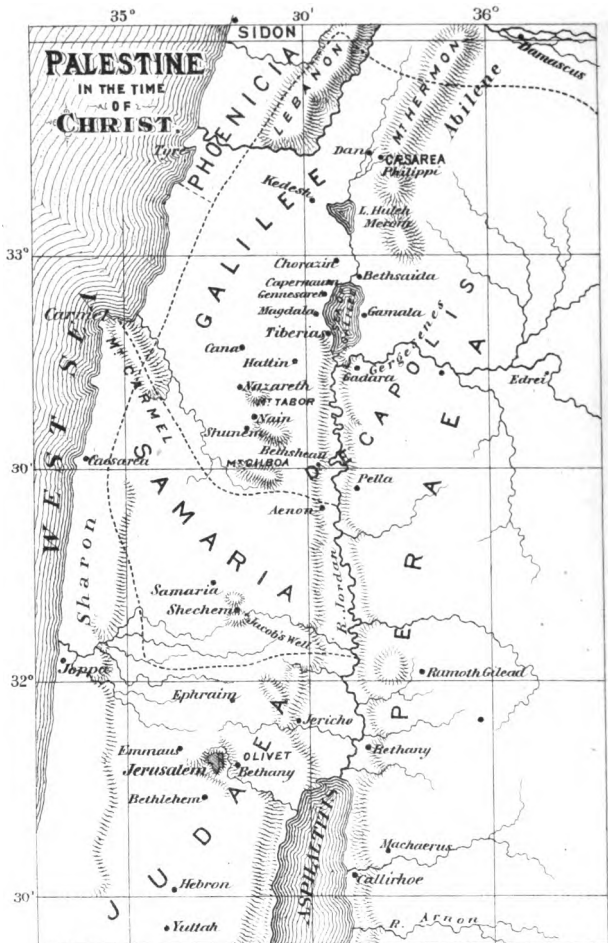 35°
30'
36°
SIDON
PALESTINE
IN THE TIME
OF
CHRIST.
PHOENICIA
LEBANON
MT HERMON
Abilene
Damascus
Tyre
Dan
CÆSAREA
Philippi
Kedesh
L. Huleh
Merom
GALILEE
33°
Chorazin
Bethsaida
Capernaum
Gennesaret
Magdala
Gamala
Tiberias
WEST SEA
Carmel
MT CARMEL
Cana
Hattin
Gergesenes
Gadara
Edrei
DECAPOLIS
Nazareth
MT TABOR
Nain
Shunem
Bethshean
MT GILBOA
Caesarea
30'
Pella
Aenon
SAMARIA
PERAEA
Sharon
R. Jordan
Samaria
Shechem
Jacob's Well
Joppa
32°
Ramoth Gilead
Ephraim
Jericho
Emmaus
OLIVET
Jerusalem
Bethany
Bethany
Bethlehem
JUDAEA
ASPHALTITIS
Machaerus
Callirhoe
30'
Hebron
Yuttah
R. Arnon